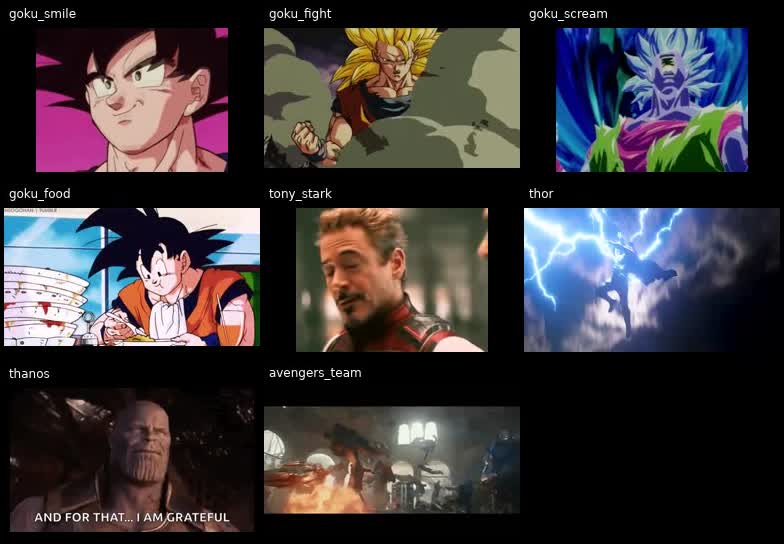 goku_smile
goku_fight
goku_scream
goku_food
tony_stark
thor
thanos
avengers_team
AND FOR THAT... I AM GRATEFUL